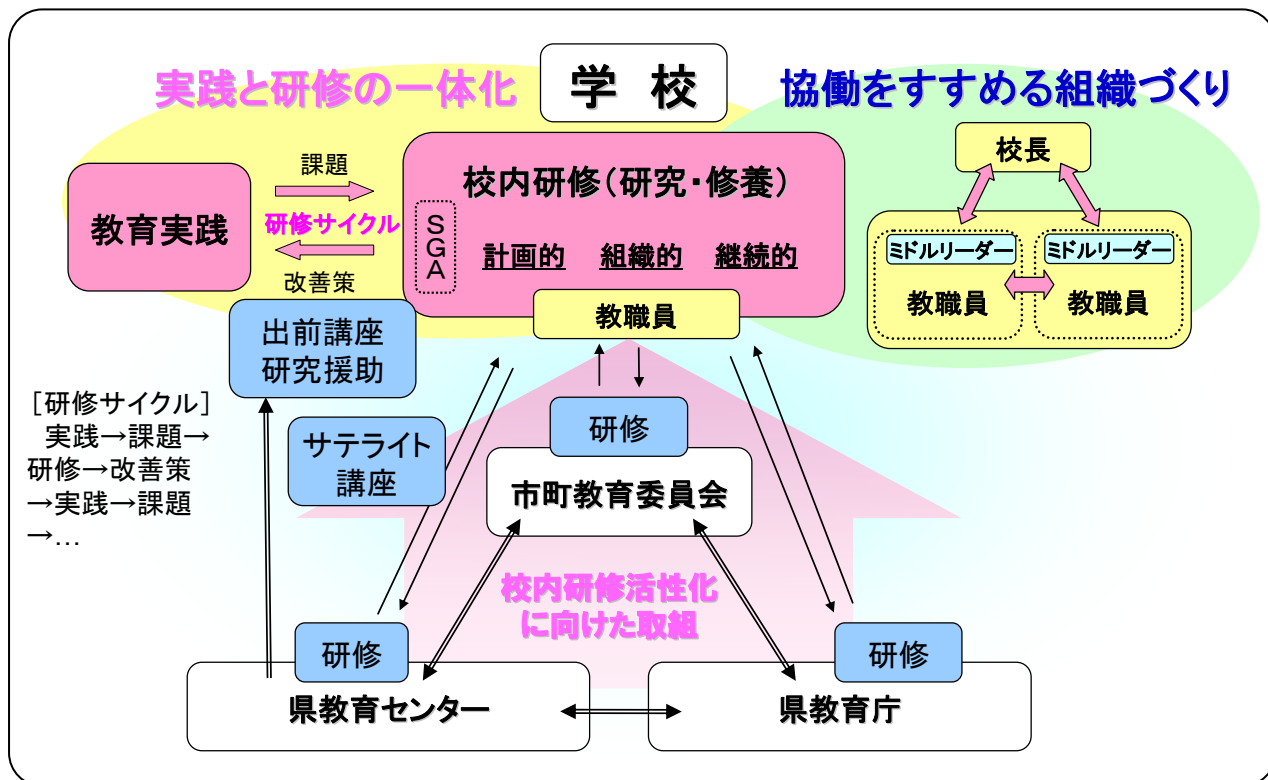 実践と研修の一体化
学 校
協働をすすめる組織づくり
校長
課題
教育実践
研修サイクル
改善策
校内研修（研究・修養）
SGA
計画的 組織的 継続的
教職員
ミドルリーダー
教職員
ミドルリーダー
教職員
出前講座
研究援助
［研修サイクル］
実践→課題→
研修→改善策
→実践→課題
→…
サテライト
講座
研修
市町教育委員会
校内研修活性化
に向けた取組
研修
県教育センター
研修
県教育庁